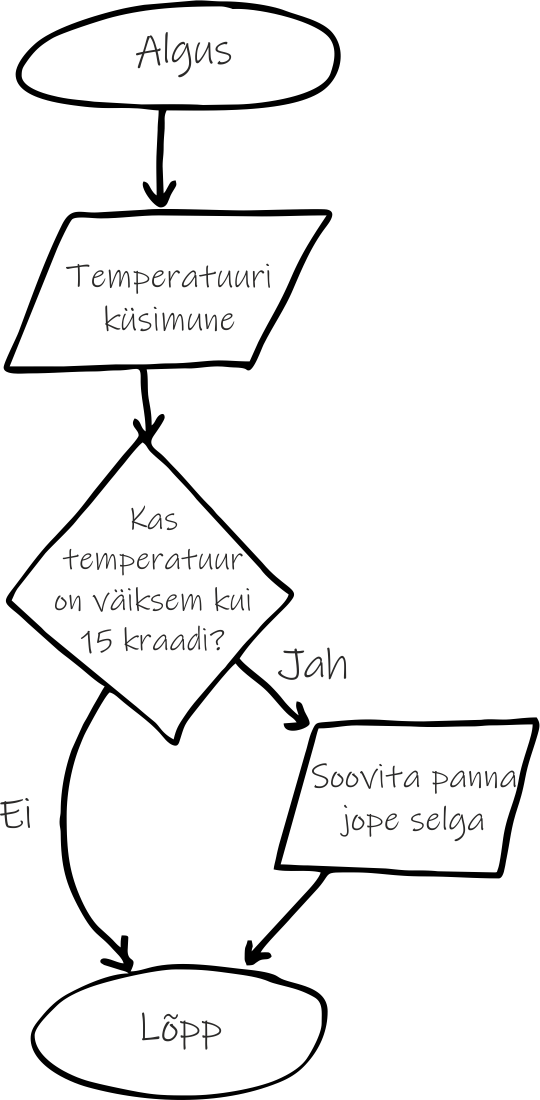 Algus
Temperatuuri
küsimune
Kas
temperatuur
on väiksem kui
15 kraadi?
Jah
Soovita panna
jope selga
Ei
Lõpp